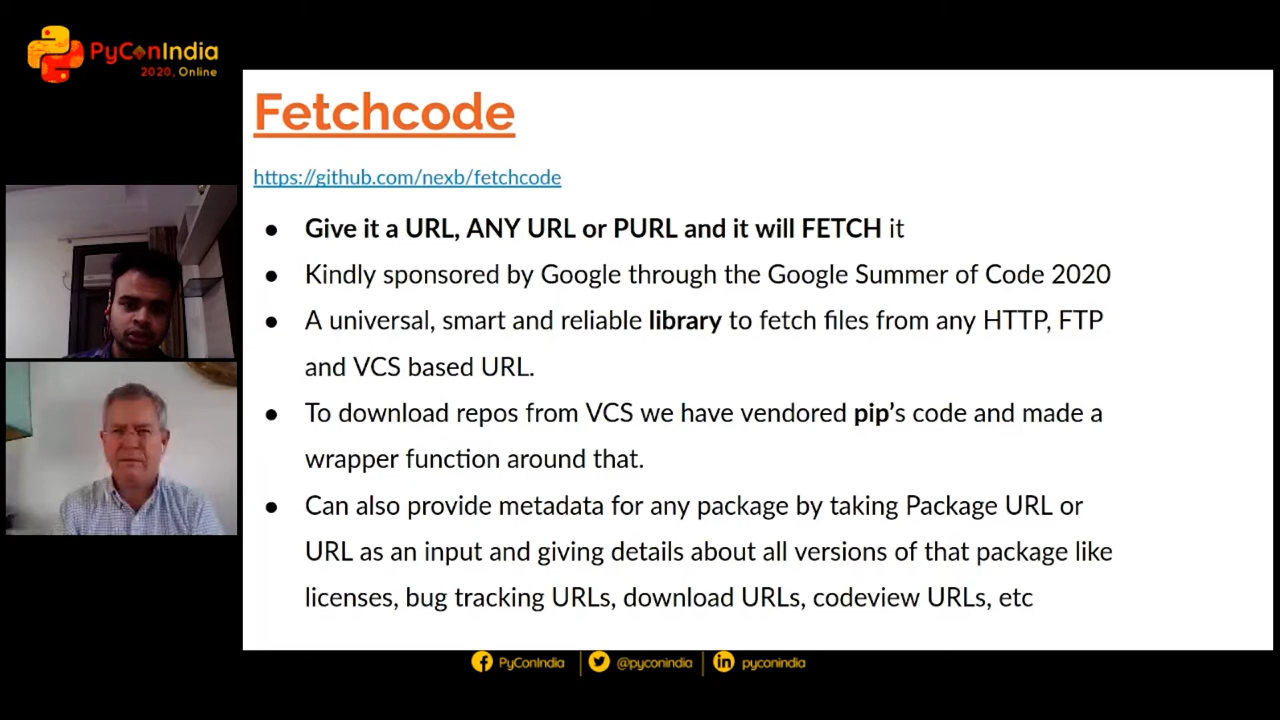 PyConIndia
2020, Online
Fetchcode
https://github.com/nexb/fetchcode
● Give it a URL, ANY URL or PURL and it will FETCH it
● Kindly sponsored by Google through the Google Summer of Code 2020
● A universal, smart and reliable library to fetch files from any HTTP, FTP
and VCS based URL.
● To download repos from VCS we have vendored pip’s code and made a
wrapper function around that.
● Can also provide metadata for any package by taking Package URL or
URL as an input and giving details about all versions of that package like
licenses, bug tracking URLs, download URLs, codeview URLs, etc
PyConIndia | @pyconindia | pyconindia